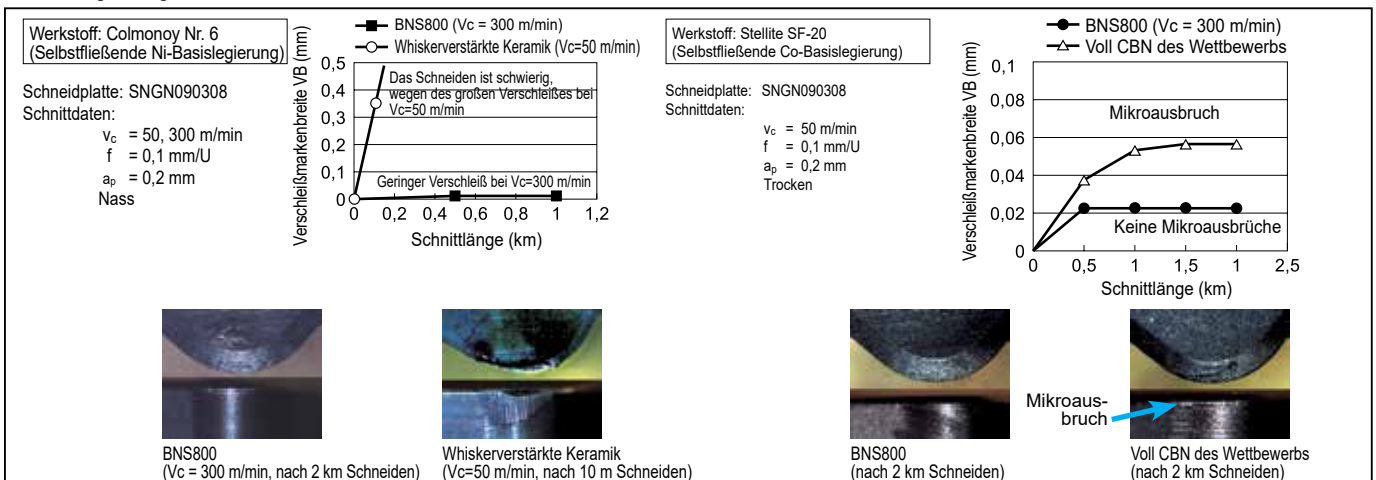 Werkstoff: Colmonoy Nr. 6
(Selbstfließende Ni-Basislegierung)
Schneidplatte: SNGN090308
Schnittdaten:
vc = 50, 300 m/min
f = 0,1 mm/U
ap = 0,2 mm
Nass
BNS800 (Vc = 300 m/min)
Whiskerverstärkte Keramik (Vc=50 m/min)
Verschleißmarkenbreite VB (mm)
0,5
0,4
0,3
0,2
0,1
0
Das Schneiden ist schwierig,
wegen des großen Verschleißes bei
Vc=50 m/min
Geringer Verschleiß bei Vc=300 m/min
0 0,2 0,4 0,6 0,8 1 1,2
Schnittlänge (km)
Werkstoff: Stellite SF-20
(Selbstfließende Co-Basislegierung)
Schneidplatte: SNGN090308
Schnittdaten:
vc = 50 m/min
f = 0,1 mm/U
ap = 0,2 mm
Trocken
BNS800 (Vc = 300 m/min)
Voll CBN des Wettbewerbs
Verschleißmarkenbreite VB (mm)
0,1
0,08
0,06
0,04
0,02
0
Mikroausbruch
Keine Mikroausbrüche
0 0,5 1 1,5 1 2,5
Schnittlänge (km)
BNS800
(Vc = 300 m/min, nach 2 km Schneiden)
Whiskerverstärkte Keramik
(Vc=50 m/min, nach 10 m Schneiden)
BNS800
(nach 2 km Schneiden)
Mikroaus-
bruch
Voll CBN des Wettbewerbs
(nach 2 km Schneiden)